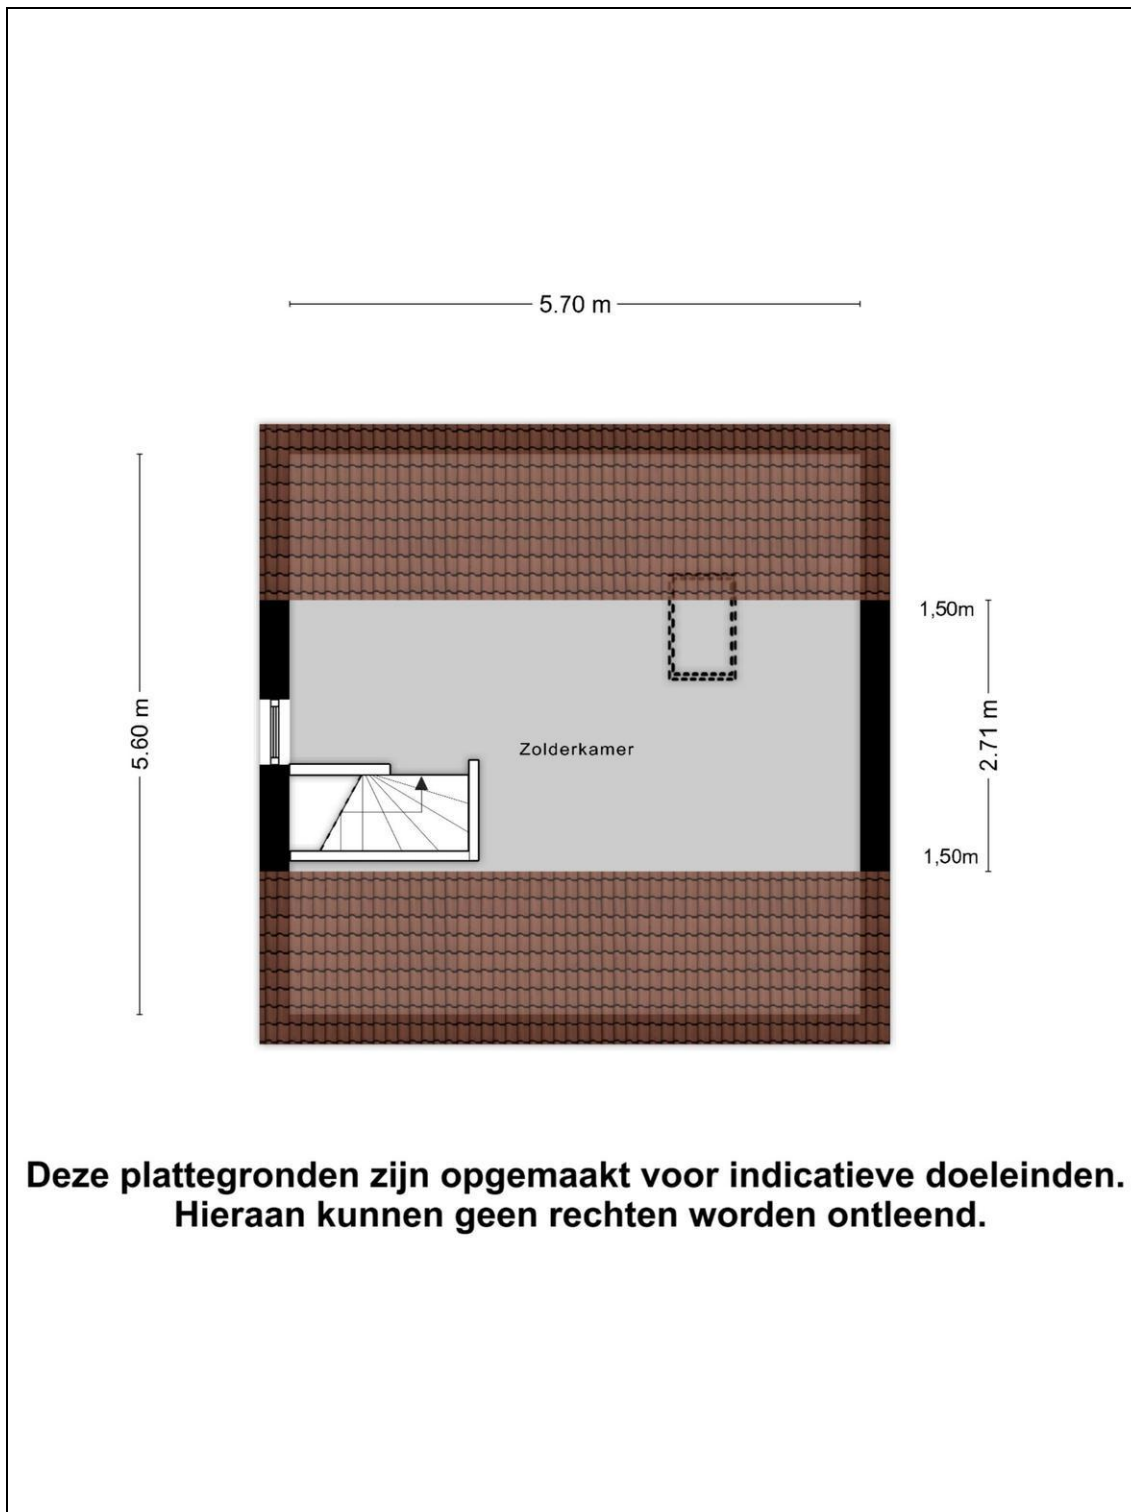 5.70 m
1,50m
5.60 m
2.71 m
Zolderkamer
1,50m
Deze plattegronden zijn opgemaakt voor indicatieve doeleinden.
Hieraan kunnen geen rechten worden ontleend.